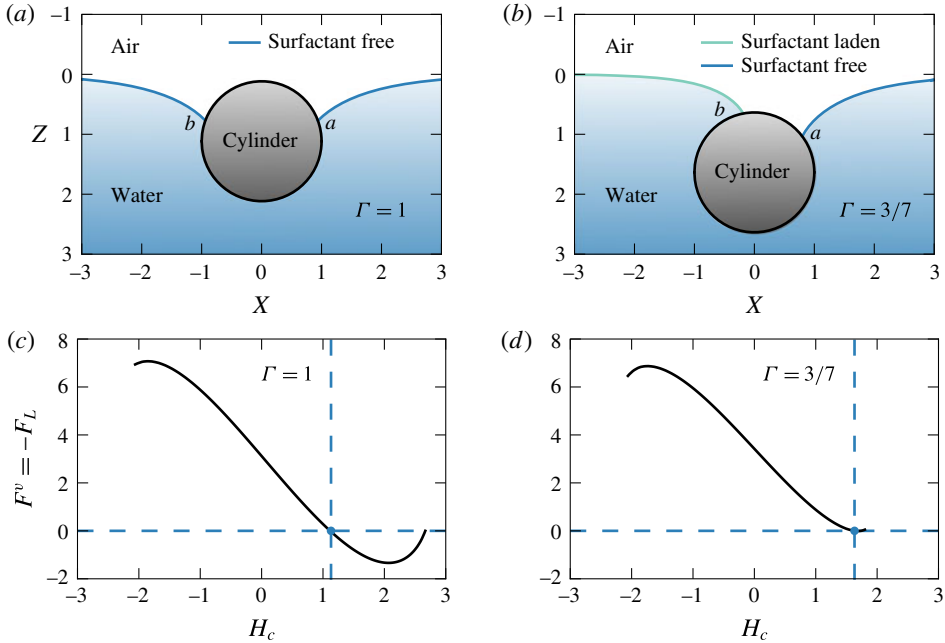 (a)
Air
Surfactant free
b
a
Cylinder
Water
Γ = 1
Z
−1
0
1
2
3
−3
−2
−1
0
1
2
3
X
(b)
Air
Surfactant laden
Surfactant free
b
a
Cylinder
Water
Γ = 3/7
−1
0
1
2
3
−3
−2
−1
0
1
2
3
X
(c)
Γ = 1
F^v = −F_L
8
6
4
2
0
−2
−3
−2
−1
0
1
2
3
H_c
(d)
Γ = 3/7
8
6
4
2
0
−2
−3
−2
−1
0
1
2
3
H_c